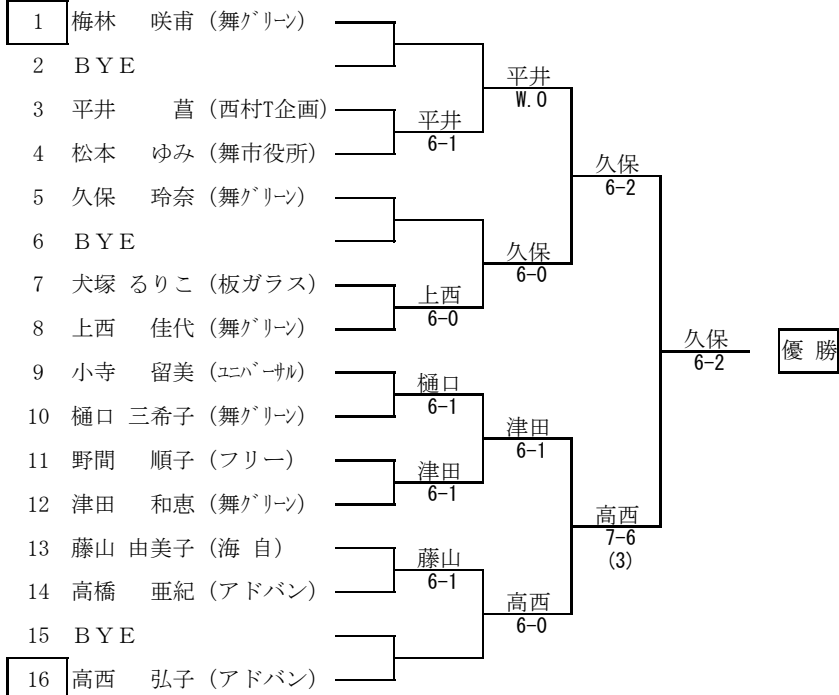 1 梅林 咲甫 (舞グリーン)
2 BYE
平井
W.O
3 平井 菖 (西村T企画)
平井
6-1
4 松本 ゆみ (舞市役所)
久保
6-2
5 久保 玲奈 (舞グリーン)
6 BYE
久保
6-0
7 犬塚 るりこ (板ガラス)
上西
6-0
8 上西 佳代 (舞グリーン)
久保
6-2
優 勝
9 小寺 留美 (ユニバーサル)
樋口
6-1
10 樋口 三希子 (舞グリーン)
津田
6-1
11 野間 順子 (フリー)
津田
6-1
12 津田 和恵 (舞グリーン)
高西
7-6
(3)
13 藤山 由美子 (海 自)
藤山
6-1
14 高橋 亜紀 (アドバン)
高西
6-0
15 BYE
16 高西 弘子 (アドバン)